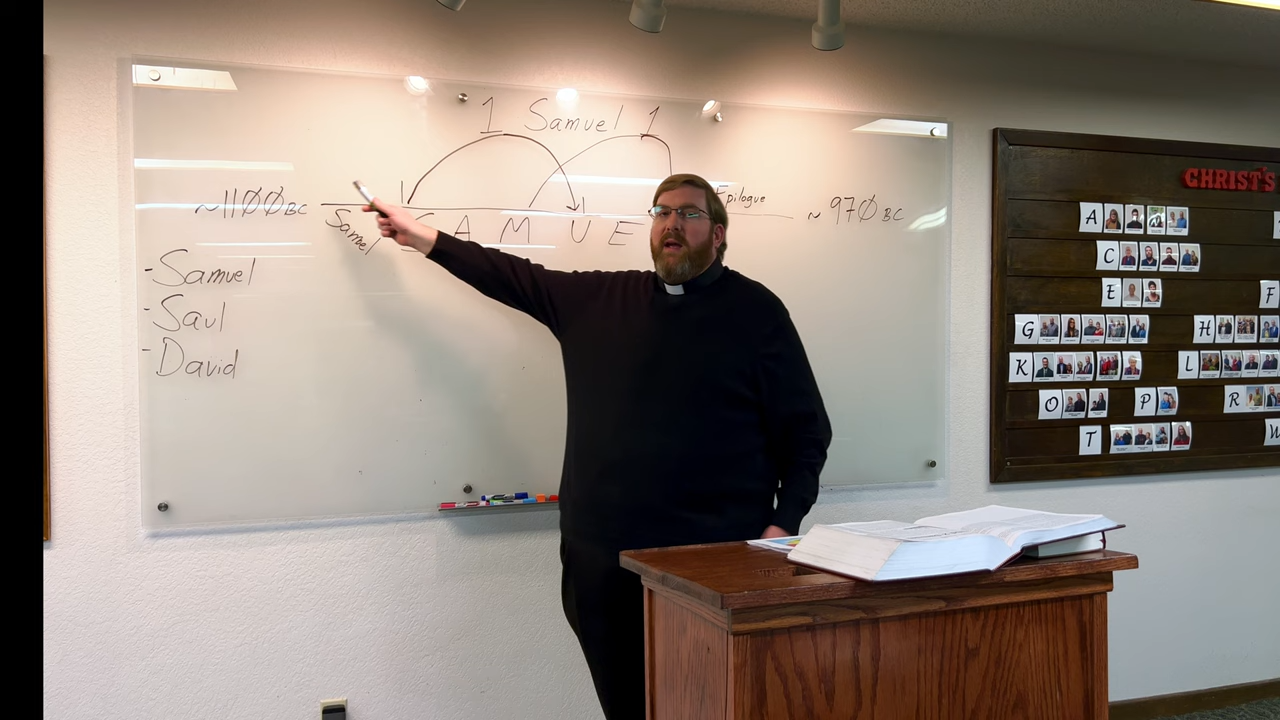 1 Samuel 1
~1100 BC
Samuel
S A M U E
Epilogue
~ 970 BC
- Samuel
- Saul
- David
CHRIST'S
A
C
E
F
G
H
K
L
O
P
R
T
W